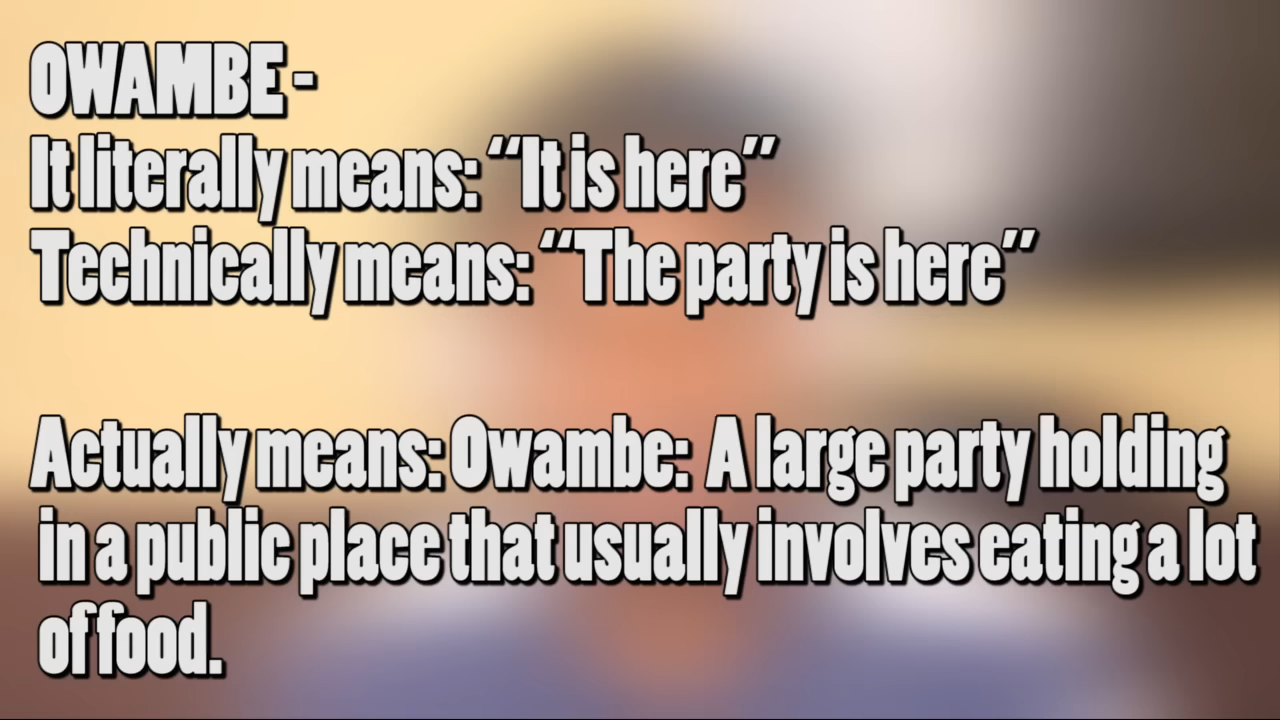 OWAMBE -
It literally means: “It is here”
Technically means: “The party is here”
Actually means: Owambe: A large party holding
in a public place that usually involves eating a lot
of food.